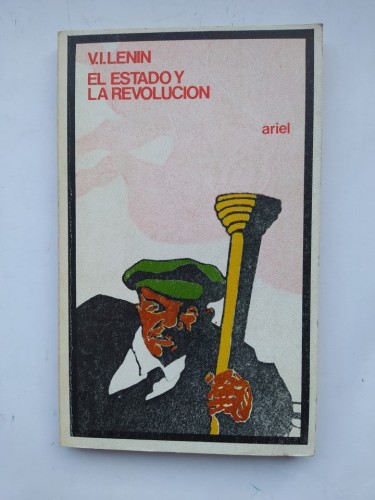 V.I. LENIN
EL ESTADO Y
LA REVOLUCION
ariel